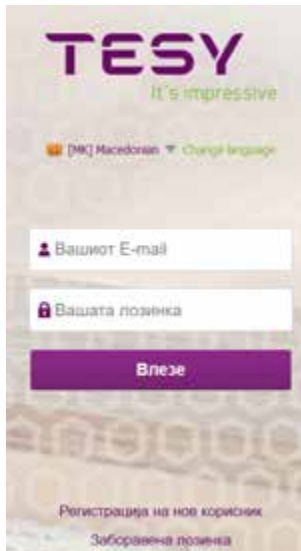 TESY
It's impressive
[MK] Macedonian Change language
Вашиот E-mail
Вашата лозинка
Влезе
Регистрација на нов корисник
Заборавена лозинка